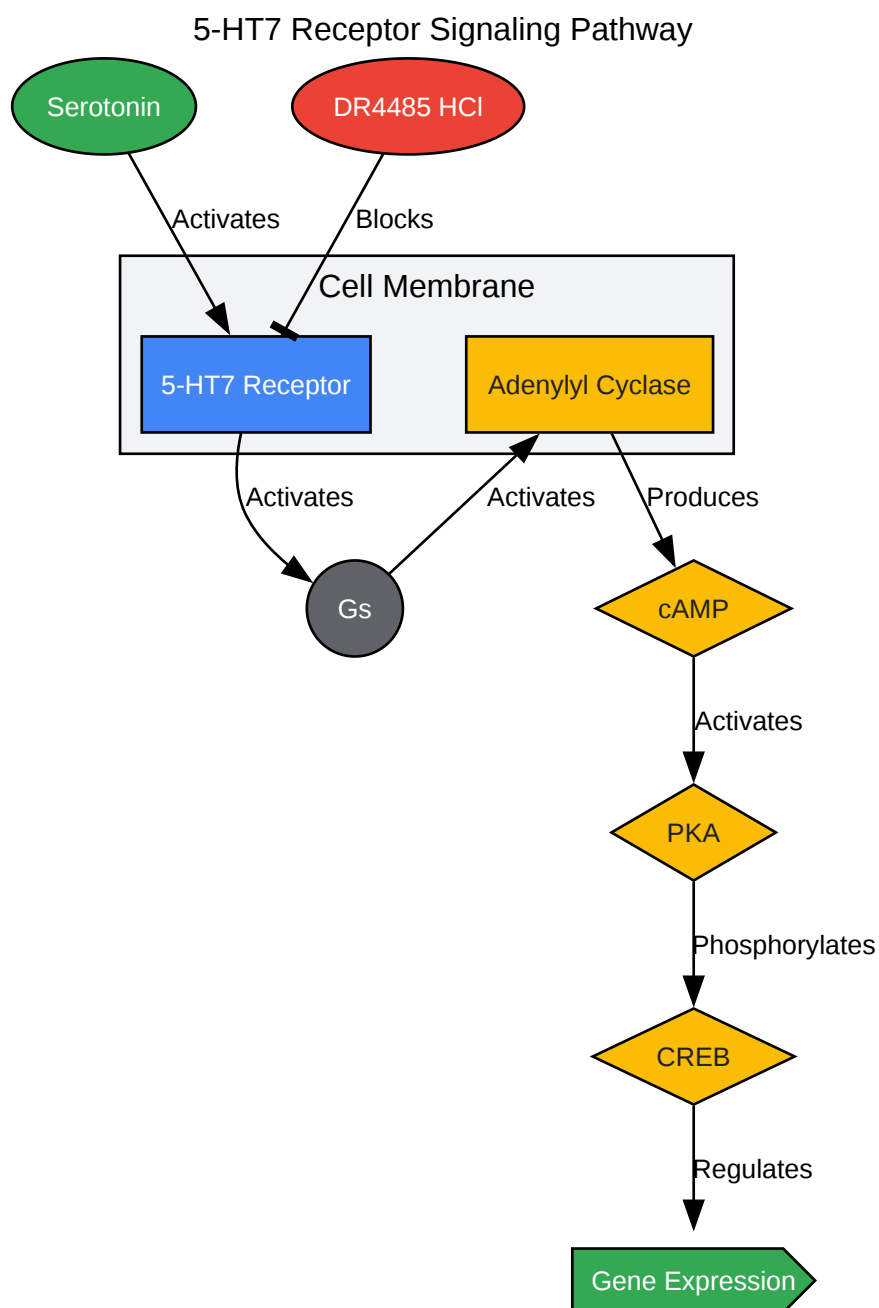 5-HT7 Receptor Signaling Pathway
Serotonin
DR4485 HCl
Activates
Blocks
Cell Membrane
5-HT7 Receptor
Adenylyl Cyclase
Activates
Activates
Produces
Gs
cAMP
Activates
PKA
Phosphorylates
CREB
Regulates
Gene Expression